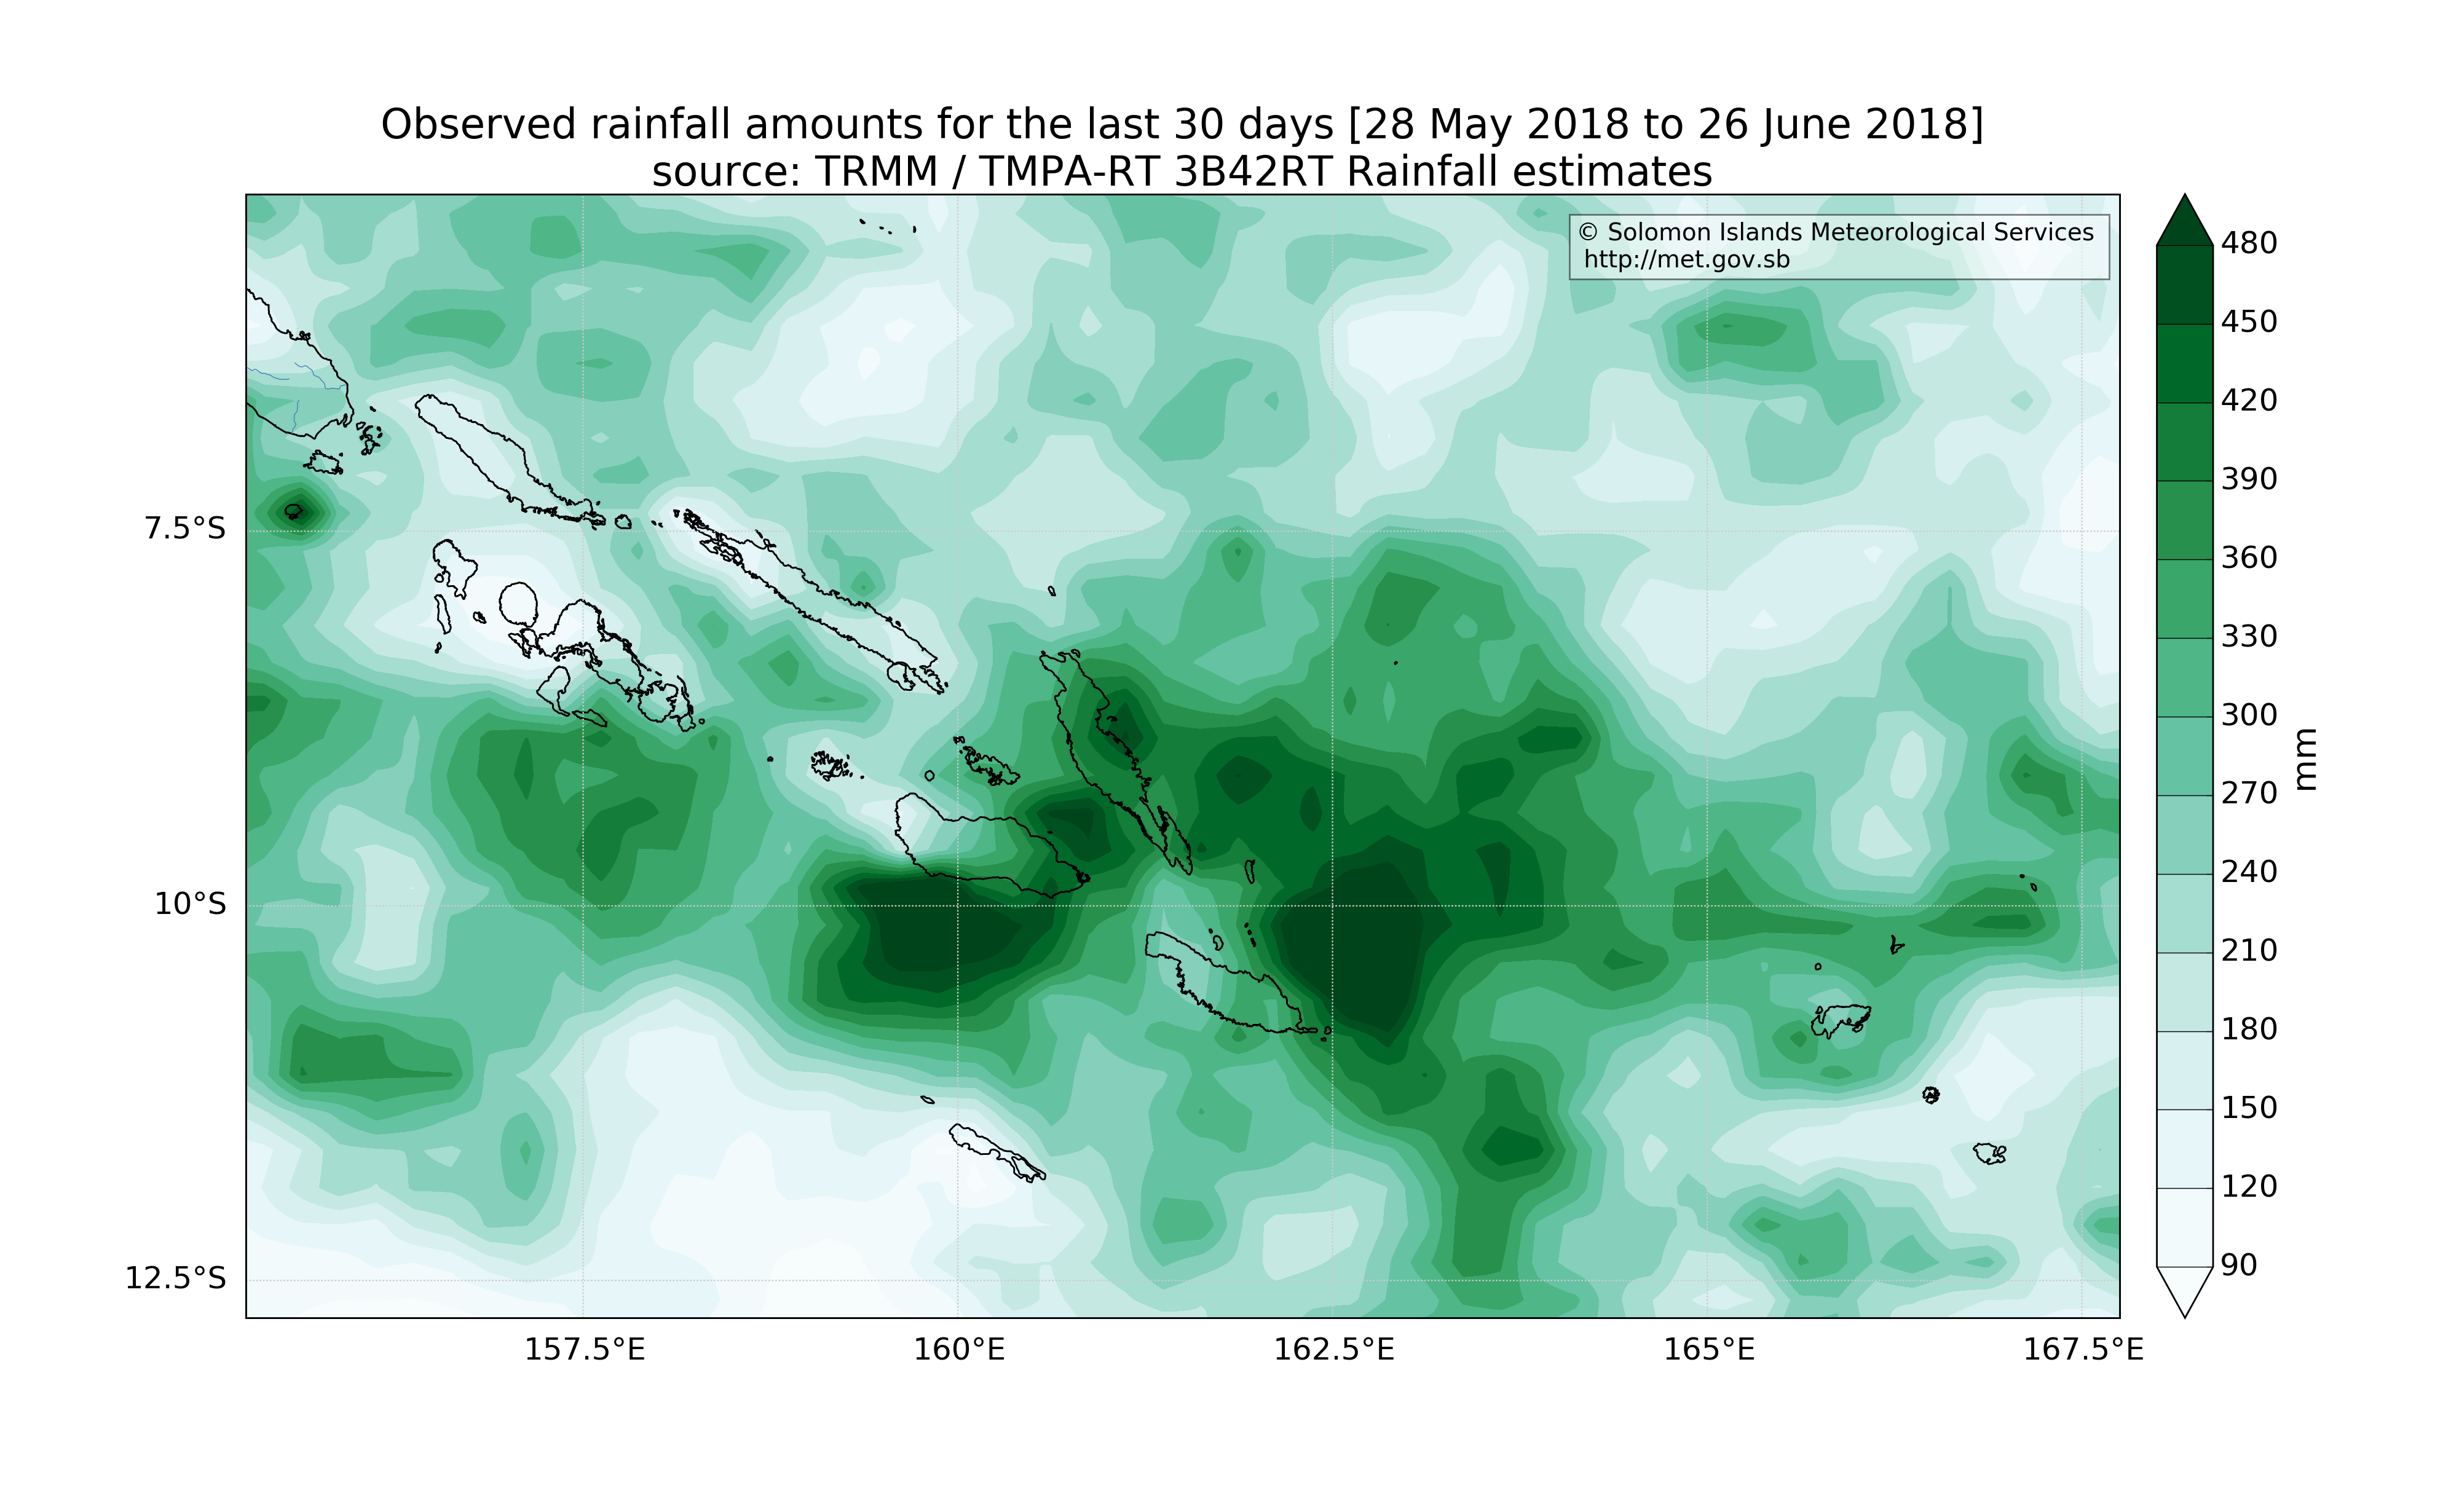 Observed rainfall amounts for the last 30 days [28 May 2018 to 26 June 2018]
source: TRMM / TMPA-RT 3B42RT Rainfall estimates
© Solomon Islands Meteorological Services
http://met.gov.sb
7.5°S
10°S
12.5°S
157.5°E
160°E
162.5°E
165°E
167.5°E
480
450
420
390
360
330
300
270
240
210
180
150
120
90
mm